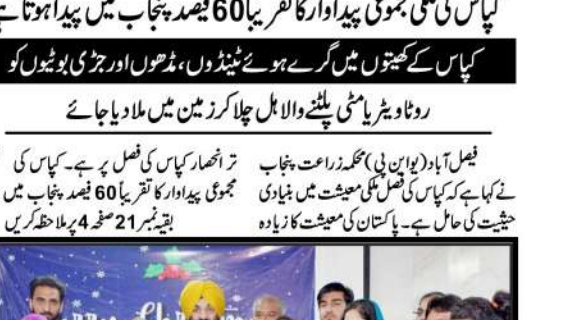 کپاس کی ملکی مجموعی پیداوار کا تقریباً 60 فیصد پنجاب میں پیدا ہوتا ہے
کپاس کے کھیتوں میں گرے ہوئے ٹینڈوں، مڈھوں اور جڑی بوٹیوں کو
روٹاویٹر یا مٹی پلٹنے والا ہل چلا کر زمین میں ملا دیا جائے
فیصل آباد (یو این پی) محکمہ زراعت پنجاب
نے کہا ہے کہ کپاس کی فصل ملکی معیشت میں بنیادی
حیثیت کی حامل ہے۔ پاکستان کی معیشت کا زیادہ
تر انحصار کپاس کی فصل پر ہے۔ کپاس کی
مجموعی پیداوار کا تقریباً 60 فیصد پنجاب میں
بقیہ نمبر 21 صفحہ 4 پر ملاحظہ کریں